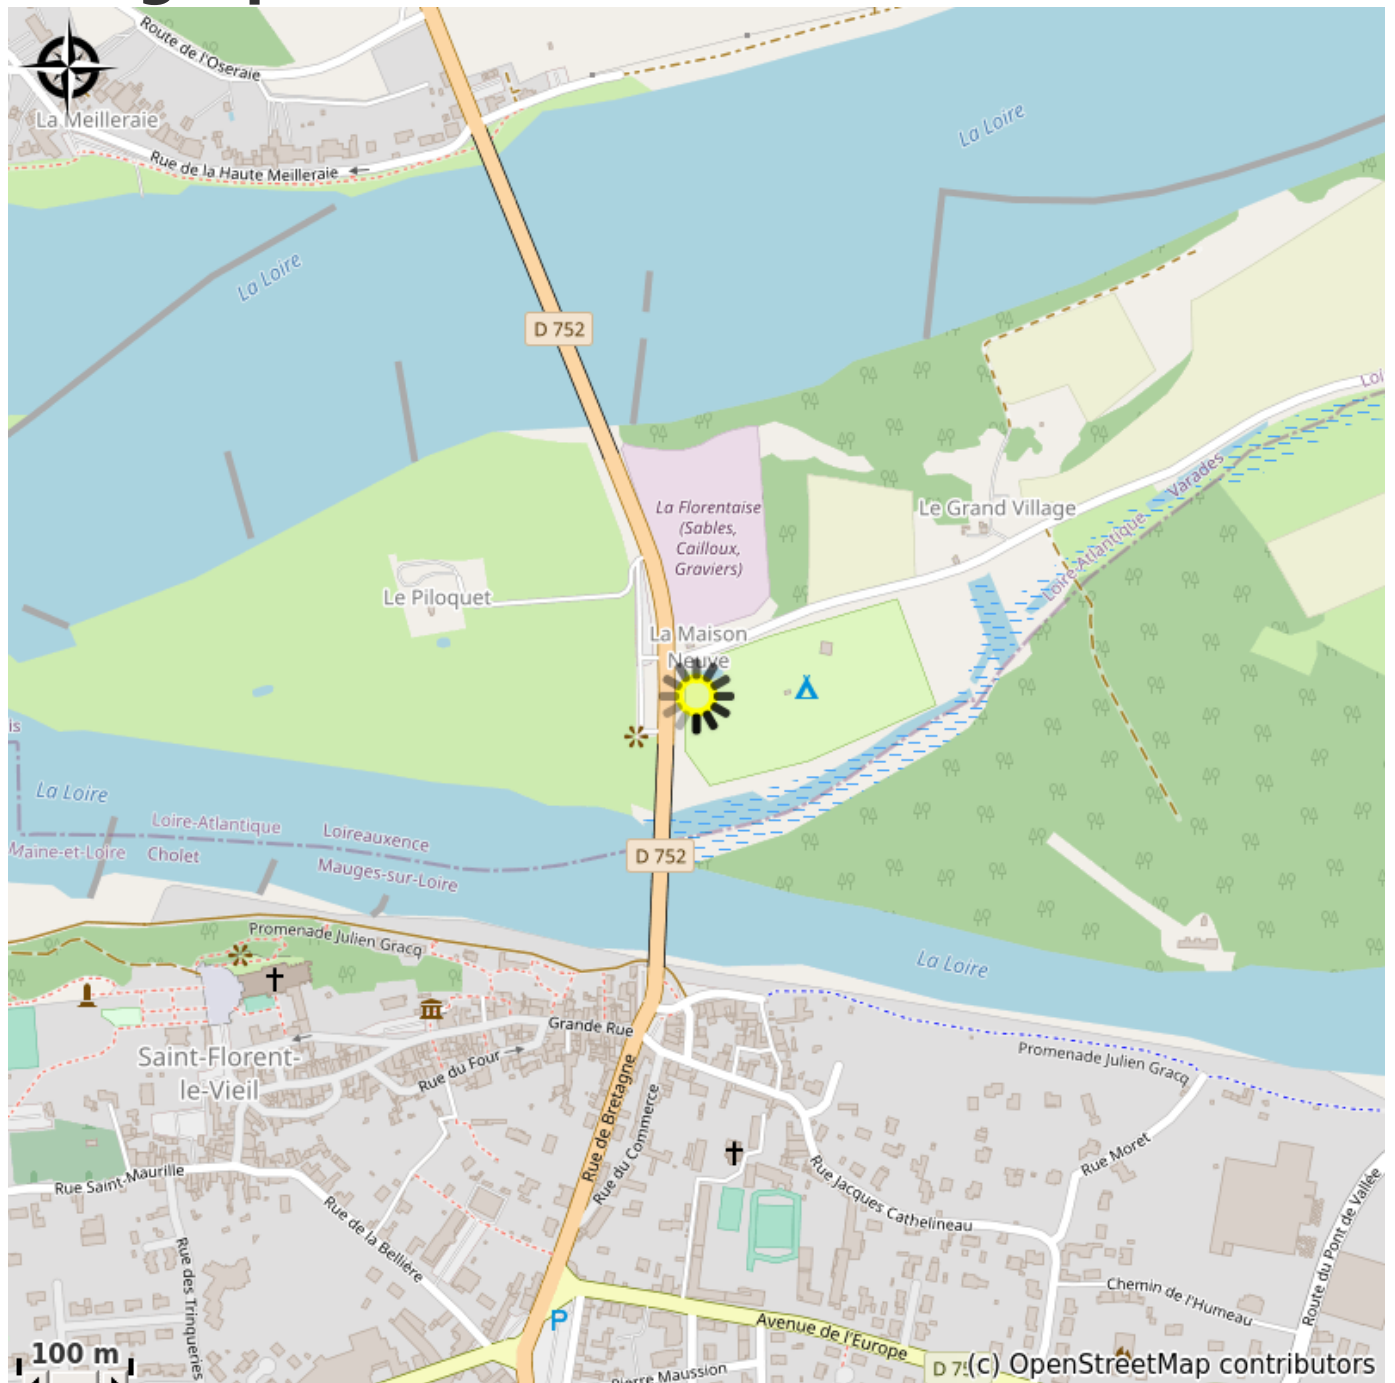 Route de l'Oseraie
La Meilleraie
Rue de la Haute Meilleraie
La Loire
La Loire
D 752
La Florentaise
(Sables,
Cailloux,
Graviers)
Le Grand Village
Varades
Loire-Atlantique
Le Piloquet
La Maison
Neuve
La Loire
Loire-Atlantique
Loireauxence
Maine-et-Loire
Cholet
Mauges-sur-Loire
D 752
Promenade Julien Gracq
La Loire
Grande Rue
Promenade Julien Gracq
Saint-Florent-
le-Vieil
Rue du Four
Rue de Bretagne
Rue du Commerce
Rue Moret
Rue Saint-Maurille
Rue Jacques Cathelineau
Rue de la Bellière
Rue des Trinqueries
Route du Pont de Vallée
Chemin de l'Humeau
P
Avenue de l'Europe
100 m
Pierre Maussion
(c) OpenStreetMap contributors